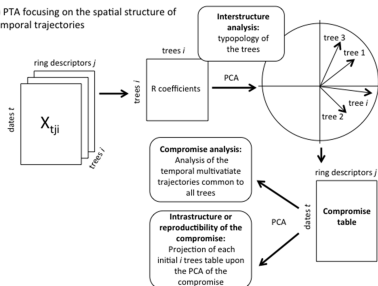 PTA focusing on the spatial structure of
mporal trajectories
Interstructure
analysis:
typopology of
the trees
trees i
tree 3
tree 1
ring descriptors j
trees i
R coefficients
PCA
tree i
tree 2
dates t
Xtji
trees i
Compromise analysis:
Analysis of the
temporal multivatiate
trajectories common to
all trees
ring descriptors j
Intrastructure or
reproductibility of the
compromise:
Projection of each
initial i trees table upon
the PCA of the
compromise
PCA
dates t
Compromise
table